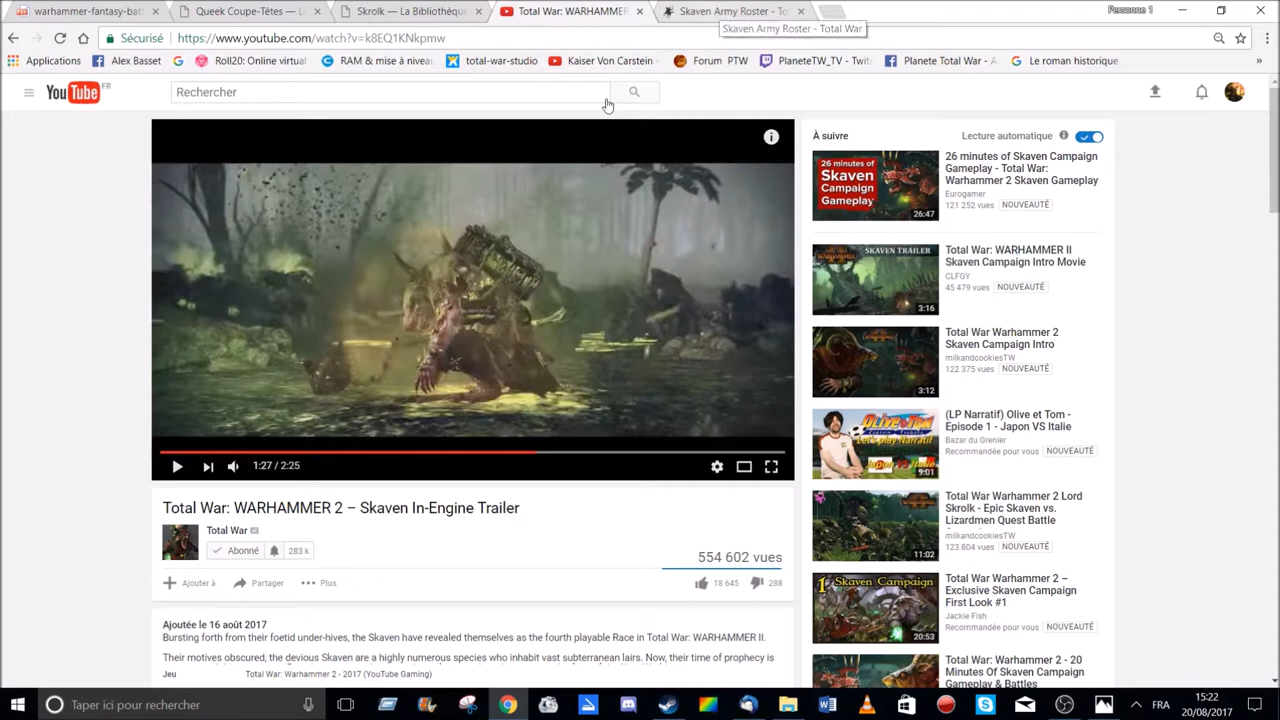 warhammer-fantasy-batt
Queek Coupe-Têtes — Le
Skrolk — La Bibliothèqu
Total War: WARHAMMER
Skaven Army Roster - Tot
Personne 1
Skaven Army Roster - Total War
Sécurisé
https://www.youtube.com/watch?v=k8EQ1KNkpmw
Applications
Alex Basset
Roll20: Online virtual
RAM & mise à niveau
total-war-studio
Kaiser Von Carstein -
Forum PTW
PlaneteTW_TV - Twitc
Planete Total War - A
Le roman historique
YouTube FR
Rechercher
À suivre
Lecture automatique
26 minutes of Skaven Campaign Gameplay
26:47
26 minutes of Skaven Campaign
Gameplay - Total War:
Warhammer 2 Skaven Gameplay
Eurogamer
121 252 vues NOUVEAUTÉ
SKAVEN TRAILER
3:16
Total War: WARHAMMER II
Skaven Campaign Intro Movie
CLFGY
45 479 vues NOUVEAUTÉ
3:12
Total War Warhammer 2
Skaven Campaign Intro
milkandcookiesTW
122 375 vues NOUVEAUTÉ
9:01
(LP Narratif) Olive et Tom -
Episode 1 - Japon VS Italie
Bazar du Grenier
Recommandée pour vous NOUVEAUTÉ
11:02
Total War Warhammer 2 Lord
Skrolk - Epic Skaven vs.
Lizardmen Quest Battle
milkandcookiesTW
123 804 vues NOUVEAUTÉ
1 Skaven Campaign
20:53
Total War Warhammer 2 –
Exclusive Skaven Campaign
First Look #1
Jackie Fish
Recommandée pour vous NOUVEAUTÉ
Total War: Warhammer 2 - 20
Minutes Of Skaven Campaign
Gameplay & Battles
1:27 / 2:25
Total War: WARHAMMER 2 – Skaven In-Engine Trailer
Total War
Abonné 283 k
554 602 vues
Ajouter à
Partager
Plus
18 645
288
Ajoutée le 16 août 2017
Bursting forth from their foetid under-hives, the Skaven have revealed themselves as the fourth playable Race in Total War: WARHAMMER II.
Their motives obscured, the devious Skaven are a highly numerous species who inhabit vast subterranean lairs. Now, their time of prophecy is
Jeu
Total War: Warhammer 2 - 2017 (YouTube Gaming)
Taper ici pour rechercher
FRA
15:22
20/08/2017